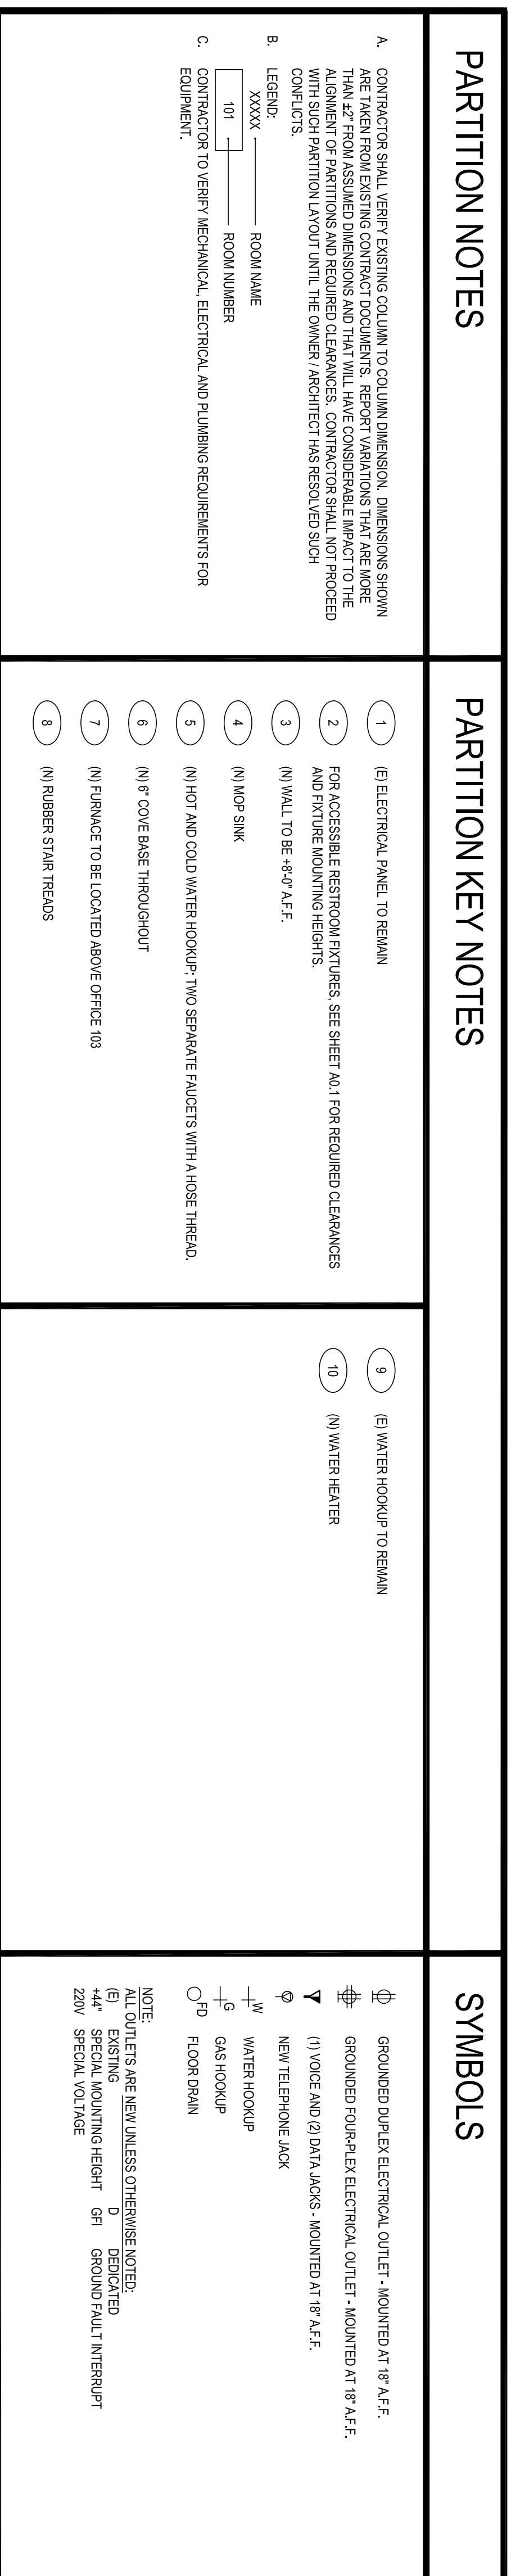 PARTITION NOTES
A. CONTRACTOR SHALL VERIFY EXISTING COLUMN TO COLUMN DIMENSION. DIMENSIONS SHOWN
ARE TAKEN FROM EXISTING CONTRACT DOCUMENTS. REPORT VARIATIONS THAT ARE MORE
THAN ±2" FROM ASSUMED DIMENSIONS AND THAT WILL HAVE CONSIDERABLE IMPACT TO THE
ALIGNMENT OF PARTITIONS AND REQUIRED CLEARANCES. CONTRACTOR SHALL NOT PROCEED
WITH SUCH PARTITION LAYOUT UNTIL THE OWNER / ARCHITECT HAS RESOLVED SUCH
CONFLICTS.
B. LEGEND:
XXXXX ROOM NAME
101 ROOM NUMBER
C. CONTRACTOR TO VERIFY MECHANICAL, ELECTRICAL AND PLUMBING REQUIREMENTS FOR
EQUIPMENT.
PARTITION KEY NOTES
1 (E) ELECTRICAL PANEL TO REMAIN
2 FOR ACCESSIBLE RESTROOM FIXTURES, SEE SHEET A0.1 FOR REQUIRED CLEARANCES
AND FIXTURE MOUNTING HEIGHTS.
3 (N) WALL TO BE +8'-0" A.F.F.
4 (N) MOP SINK
5 (N) HOT AND COLD WATER HOOKUP; TWO SEPARATE FAUCETS WITH A HOSE THREAD.
6 (N) 6" COVE BASE THROUGHOUT
7 (N) FURNACE TO BE LOCATED ABOVE OFFICE 103
8 (N) RUBBER STAIR TREADS
9 (E) WATER HOOKUP TO REMAIN
10 (N) WATER HEATER
SYMBOLS
GROUNDED DUPLEX ELECTRICAL OUTLET - MOUNTED AT 18" A.F.F.
GROUNDED FOUR-PLEX ELECTRICAL OUTLET - MOUNTED AT 18" A.F.F.
(1) VOICE AND (2) DATA JACKS - MOUNTED AT 18" A.F.F.
NEW TELEPHONE JACK
W WATER HOOKUP
G GAS HOOKUP
FD FLOOR DRAIN
NOTE:
ALL OUTLETS ARE NEW UNLESS OTHERWISE NOTED:
(E) EXISTING D DEDICATED
+44" SPECIAL MOUNTING HEIGHT GFI GROUND FAULT INTERRUPT
220V SPECIAL VOLTAGE